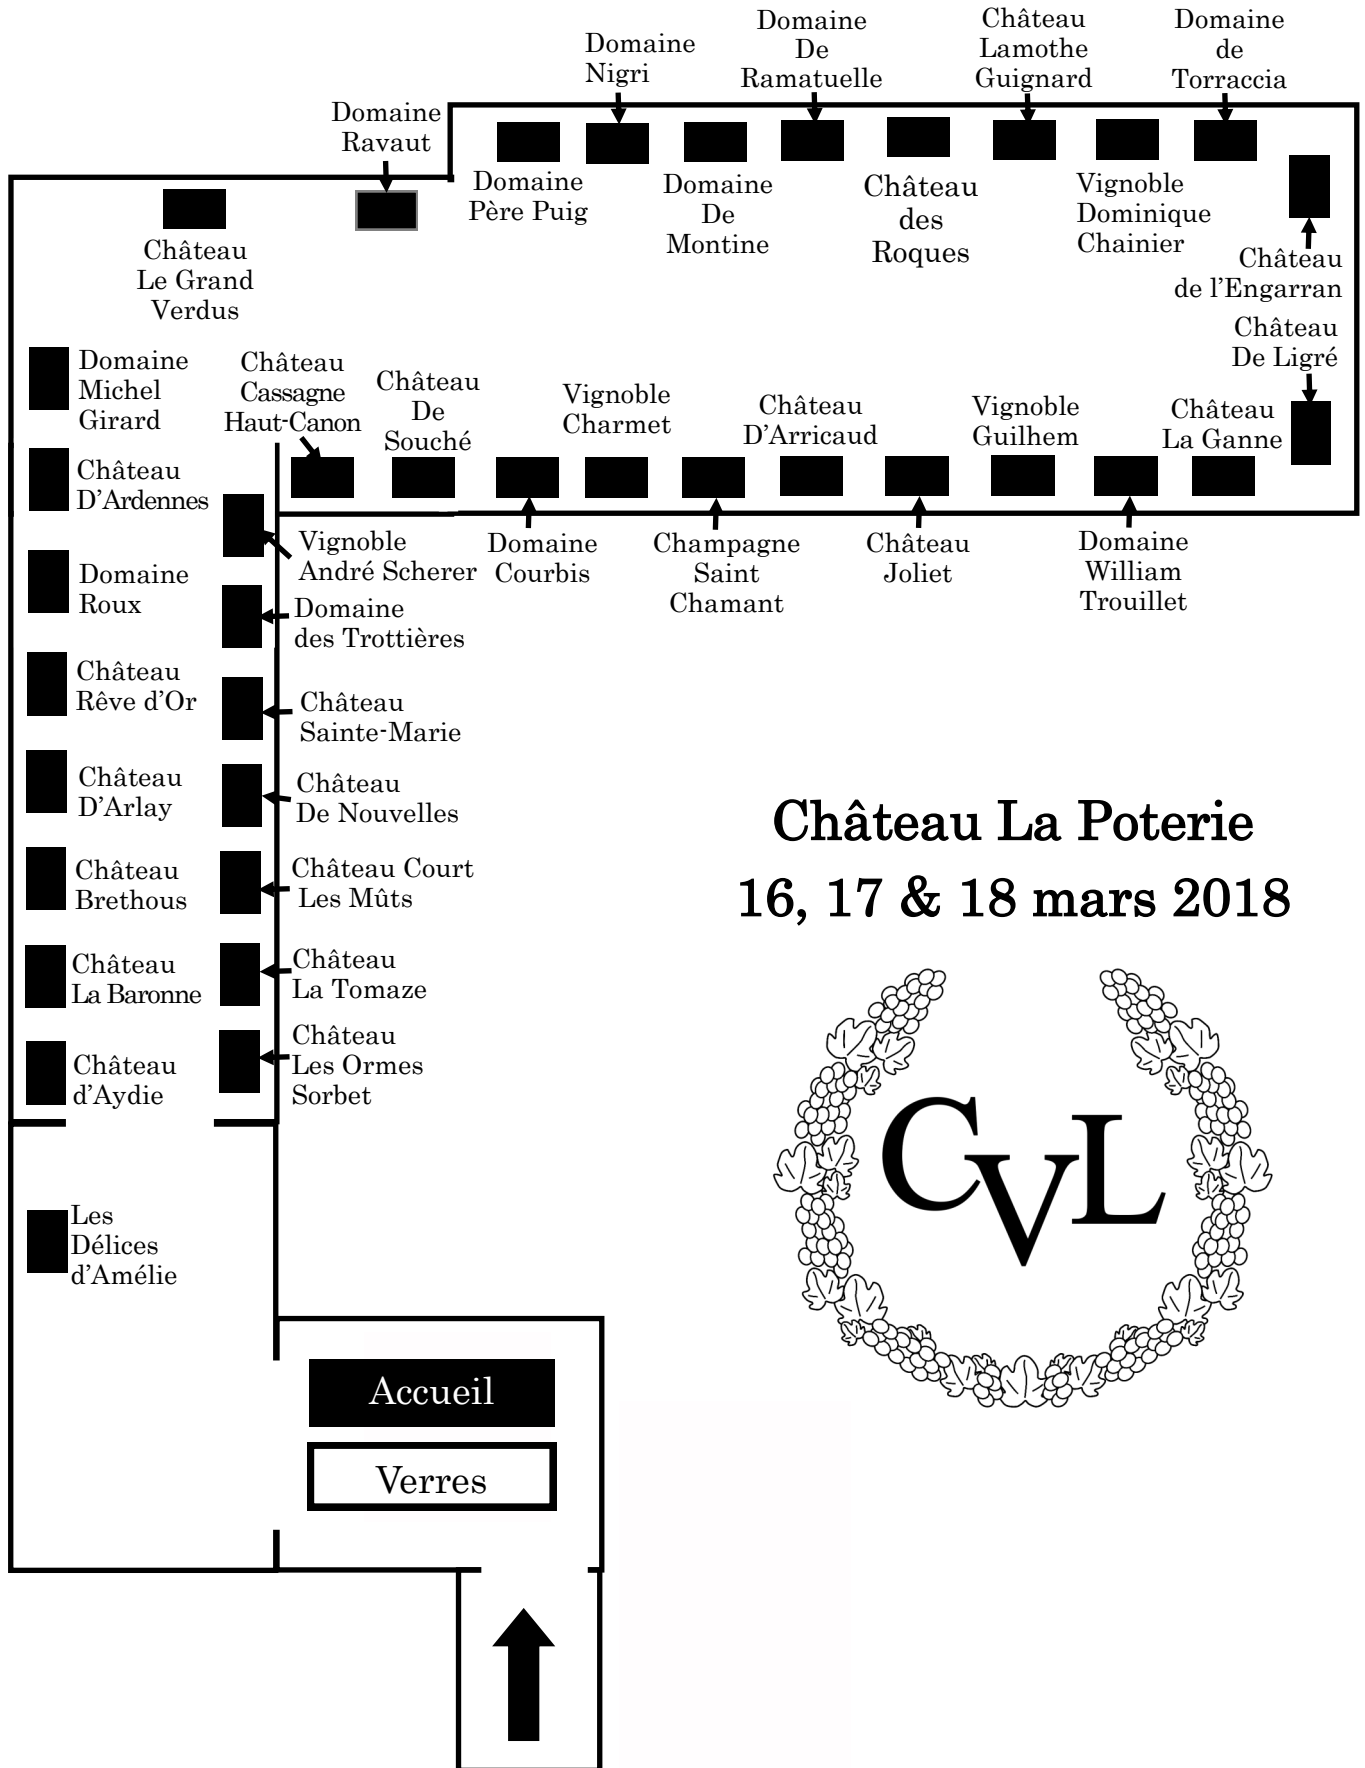 Domaine
Nigri
Domaine
De
Ramatuelle
Château
Lamothe
Guignard
Domaine
de
Torraccia
Domaine
Ravaut
Domaine
Père Puig
Domaine
De
Montine
Château
des
Roques
Vignoble
Dominique
Chainier
Château
de l'Engarran
Château
Le Grand
Verdus
Château
De Ligré
Domaine
Michel
Girard
Château
Cassagne
Haut-Canon
Château
De
Souché
Vignoble
Charmet
Château
D'Arricaud
Vignoble
Guilhem
Château
La Ganne
Château
D'Ardennes
Vignoble
André Scherer
Domaine
Courbis
Champagne
Saint
Chamant
Château
Joliet
Domaine
William
Trouillet
Domaine
Roux
Domaine
des Trottières
Château
Rêve d'Or
Château
Sainte-Marie
Château
D'Arlay
Château
De Nouvelles
Château La Poterie
16, 17 & 18 mars 2018
Château
Brethous
Château Court
Les Mûts
Château
La Baronne
Château
La Tomaze
Château
d'Aydie
Château
Les Ormes
Sorbet
CVL
Les
Délices
d'Amélie
Accueil
Verres